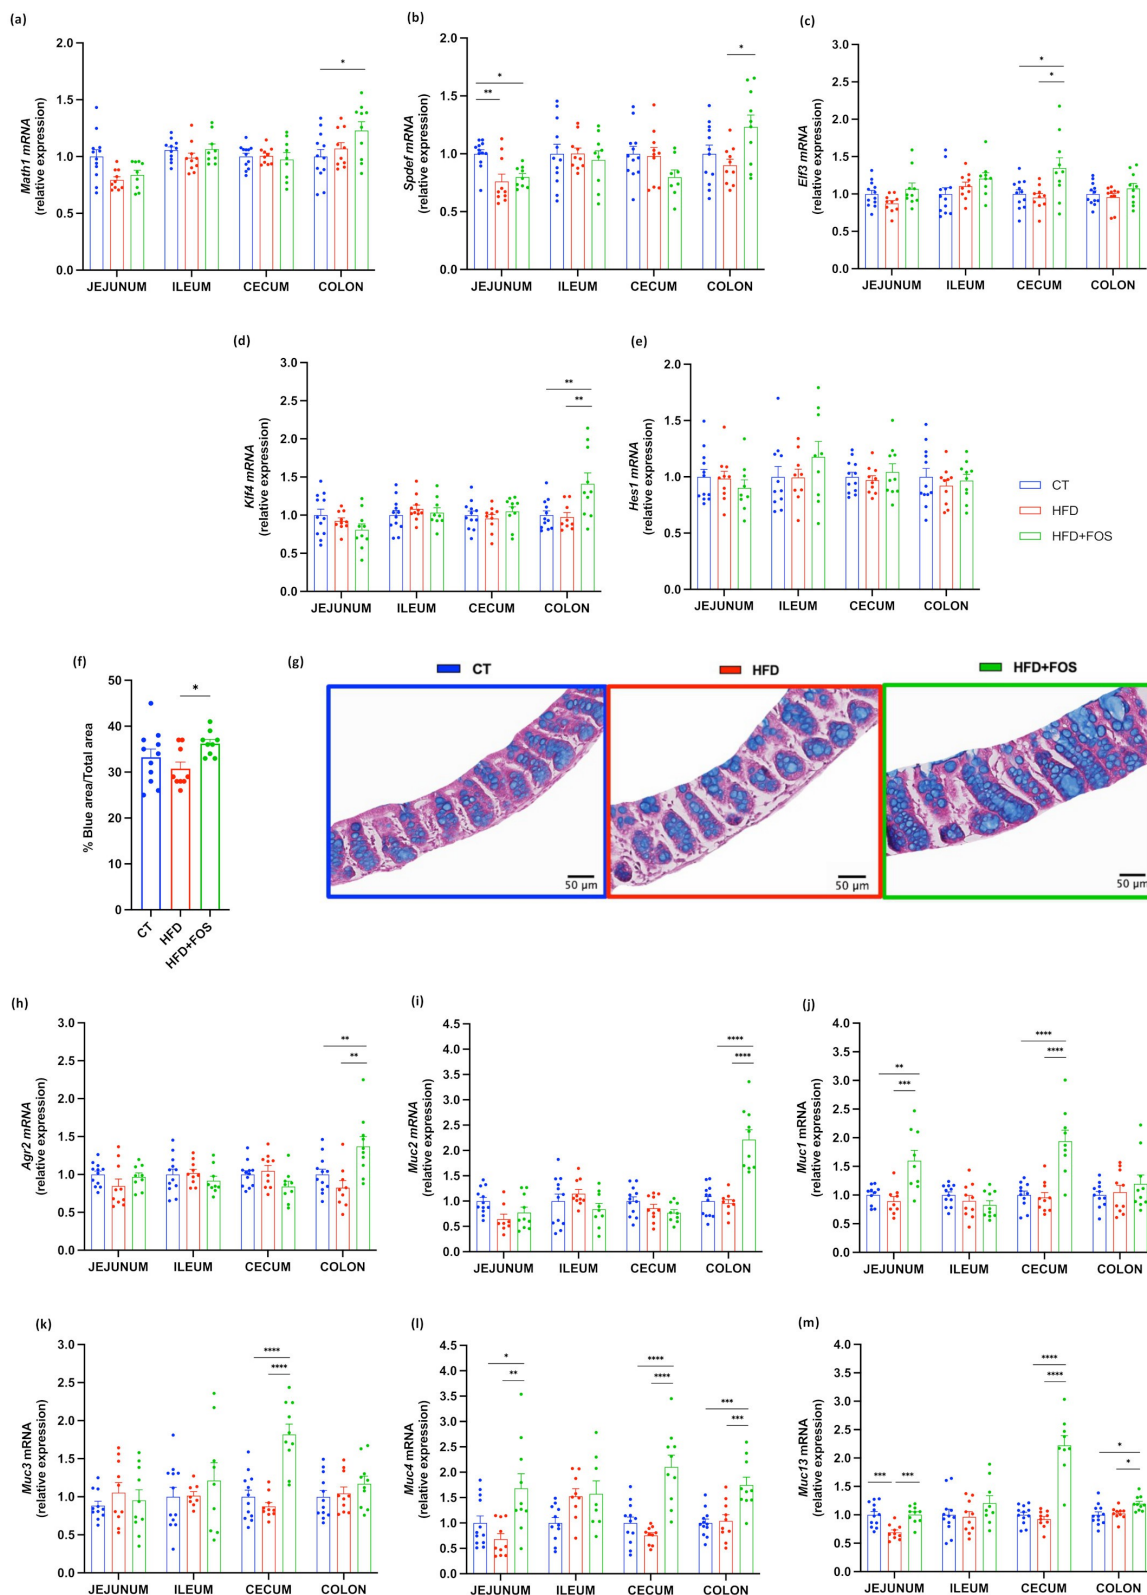 (a)
Math1 mRNA
(relative expression)
2.0
1.5
1.0
0.5
0.0
*
JEJUNUM ILEUM CECUM COLON
(b)
Spdef mRNA
(relative expression)
2.0
1.5
1.0
0.5
0.0
*
**
*
JEJUNUM ILEUM CECUM COLON
(c)
Elf3 mRNA
(relative expression)
3.0
2.5
2.0
1.5
1.0
0.5
0.0
*
*
JEJUNUM ILEUM CECUM COLON
(d)
Klf4 mRNA
(relative expression)
3.0
2.5
2.0
1.5
1.0
0.5
0.0
**
**
JEJUNUM ILEUM CECUM COLON
(e)
Hes1 mRNA
(relative expression)
2.0
1.5
1.0
0.5
0.0
JEJUNUM ILEUM CECUM COLON
CT
HFD
HFD+FOS
(f)
% Blue area/Total area
50
40
30
20
10
0
*
CT HFD HFD+FOS
(g)
CT HFD HFD+FOS
50 µm 50 µm 50 µm
(h)
Agr2 mRNA
(relative expression)
3.0
2.5
2.0
1.5
1.0
0.5
0.0
**
**
JEJUNUM ILEUM CECUM COLON
(i)
Muc2 mRNA
(relative expression)
4.5
4.0
3.5
3.0
2.5
2.0
1.5
1.0
0.5
0.0
****
****
JEJUNUM ILEUM CECUM COLON
(j)
Muc1 mRNA
(relative expression)
4.0
3.5
3.0
2.5
2.0
1.5
1.0
0.5
0.0
**
***
****
****
JEJUNUM ILEUM CECUM COLON
(k)
Muc3 mRNA
(relative expression)
3.0
2.5
2.0
1.5
1.0
0.5
0.0
****
****
JEJUNUM ILEUM CECUM COLON
(l)
Muc4 mRNA
(relative expression)
4.5
4.0
3.5
3.0
2.5
2.0
1.5
1.0
0.5
0.0
*
**
****
****
***
***
JEJUNUM ILEUM CECUM COLON
(m)
Muc13 mRNA
(relative expression)
4.0
3.5
3.0
2.5
2.0
1.5
1.0
0.5
0.0
*** ***
****
****
*
*
JEJUNUM ILEUM CECUM COLON